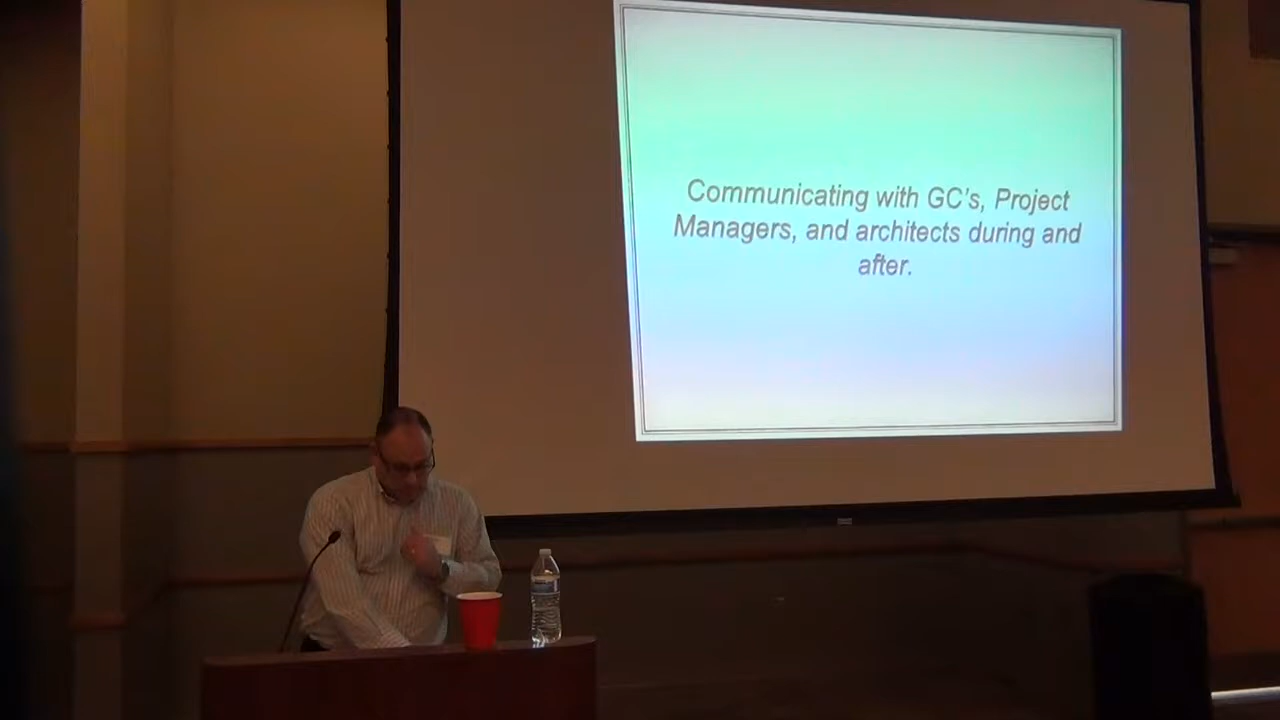 Communicating with GC's, Project
Managers, and architects during and
after.